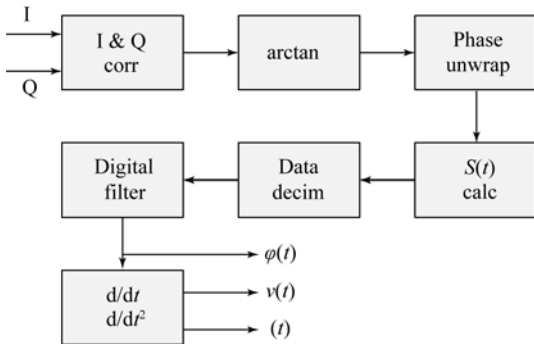 I
Q
I & Q
corr
arctan
Phase
unwrap
Digital
filter
Data
decim
S(t)
calc
φ(t)
d/dt
d/dt²
v(t)
(t)